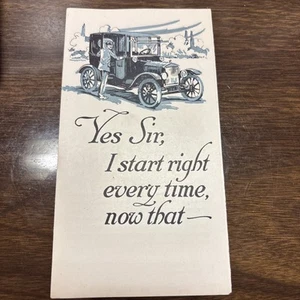 Yes Sir,
I start right
every time,
now that—